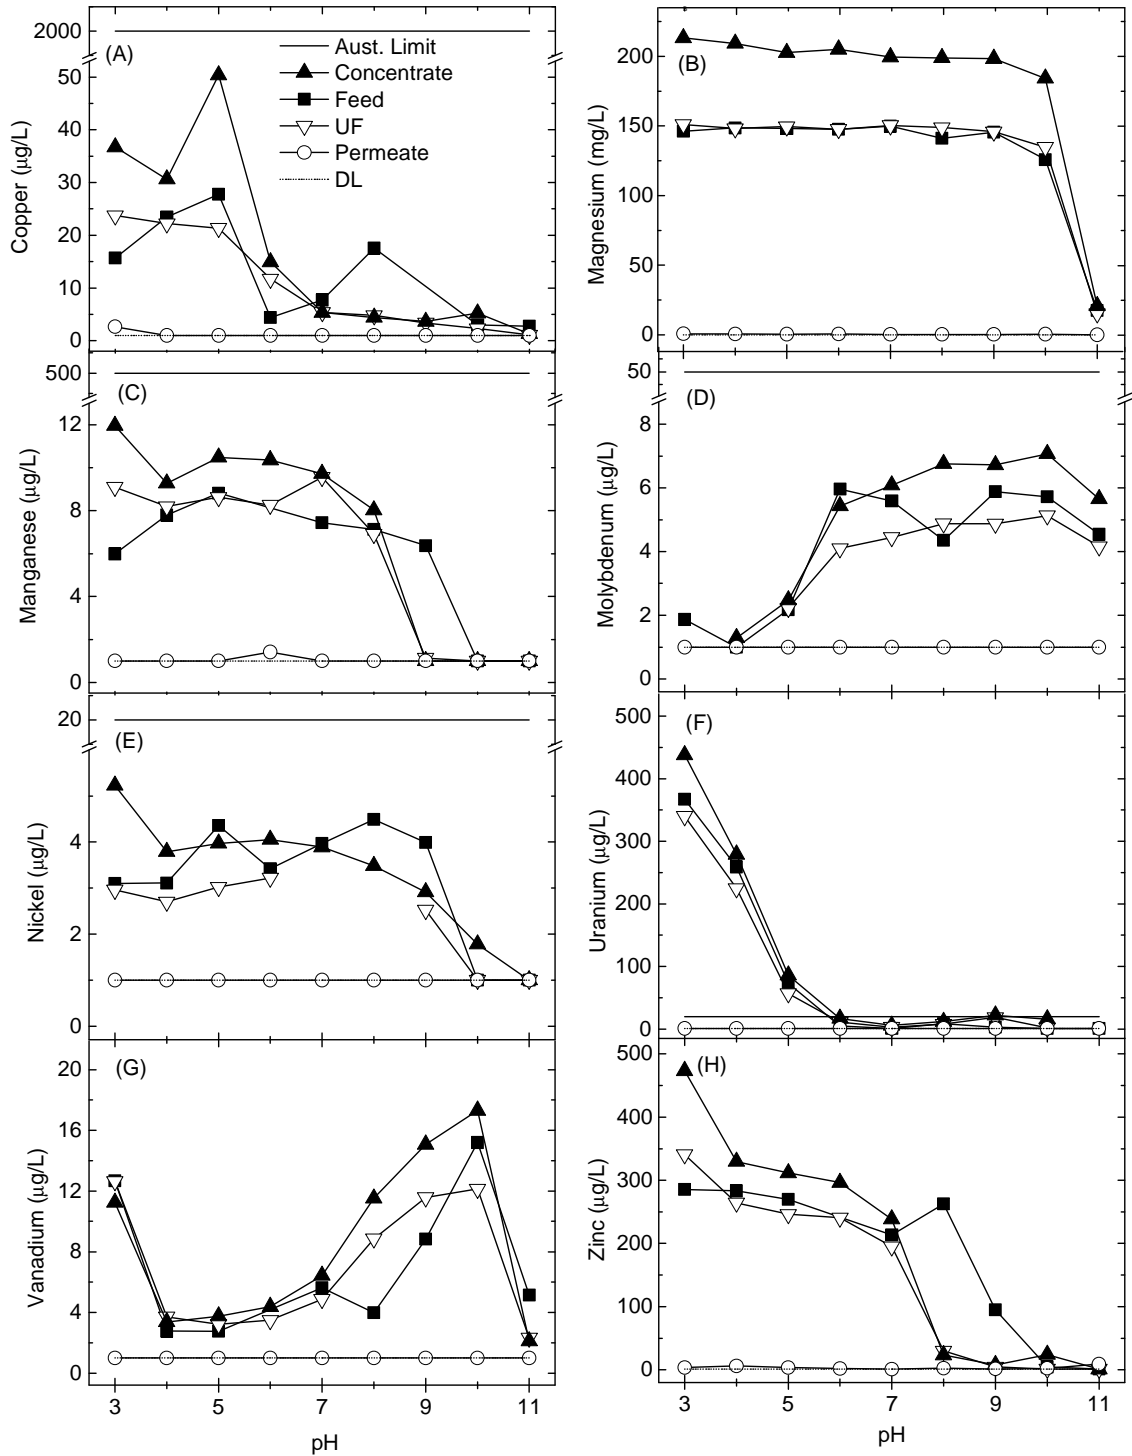 2000
(A)
Aust. Limit
Concentrate
Feed
UF
Permeate
DL
50
40
30
20
10
0
Copper (μg/L)
(B)
200
150
100
50
0
Magnesium (mg/L)
500
(C)
12
8
4
0
Manganese (μg/L)
50
(D)
8
6
4
2
0
Molybdenum (μg/L)
20
(E)
4
2
0
Nickel (μg/L)
500
(F)
400
300
200
100
0
Uranium (μg/L)
20
(G)
16
12
8
4
0
Vanadium (μg/L)
3 5 7 9 11
pH
500
(H)
400
300
200
100
0
Zinc (μg/L)
3 5 7 9 11
pH